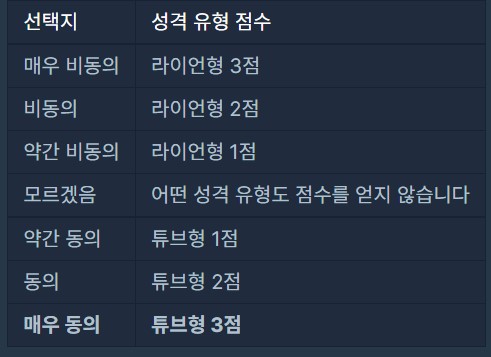 선택지 성격 유형 점수
매우 비동의 라이언형 3점
비동의 라이언형 2점
약간 비동의 라이언형 1점
모르겠음 어떤 성격 유형도 점수를 얻지 않습니다
약간 동의 튜브형 1점
동의 튜브형 2점
매우 동의 튜브형 3점